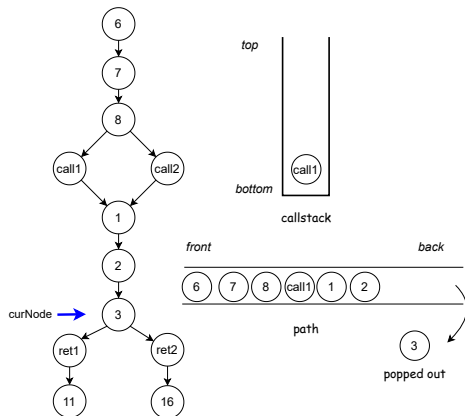 6
7
8
call1
call2
1
2
3
curNode
ret1
ret2
11
16
top
call1
bottom
callstack
front
back
6
7
8
call1
1
2
path
3
popped out